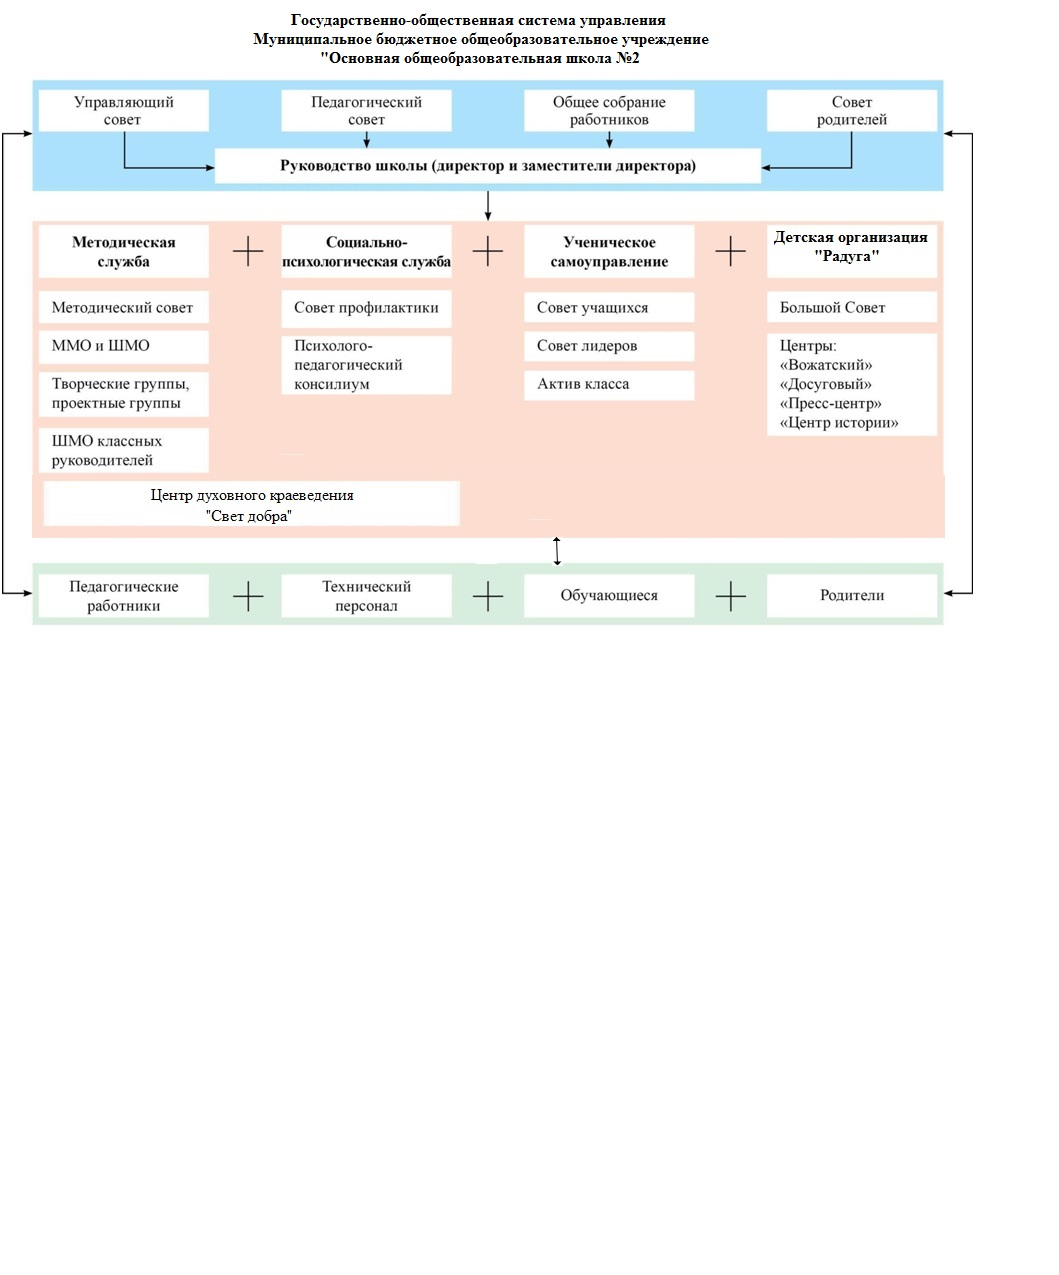 Государственно-общественная система управления
Муниципальное бюджетное общеобразовательное учреждение
"Основная общеобразовательная школа №2
Управляющий
совет
Педагогический
совет
Общее собрание
работников
Совет
родителей
Руководство школы (директор и заместители директора)
Методическая
служба
Социально-
психологическая служба
Ученическое
самоуправление
Детская организация
"Радуга"
Методический совет
ММО и ШМО
Творческие группы,
проектные группы
ШМО классных
руководителей
Совет профилактики
Психолого-
педагогический
консилиум
Совет учащихся
Совет лидеров
Актив класса
Большой Совет
Центры:
«Вожатский»
«Досуговый»
«Пресс-центр»
«Центр истории»
Центр духовного краеведения
"Свет добра"
Педагогические
работники
Технический
персонал
Обучающиеся
Родители